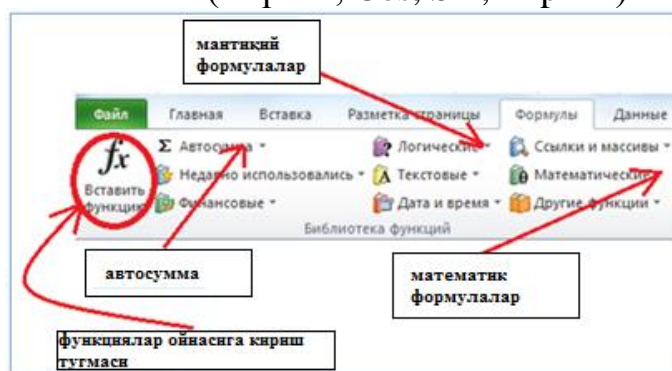 мантиқий
формулалар
Файл Главная Вставка Разметка страницы Формулы Данные
fx Вставить функцию
Σ Автосумма
Логические
Ссылки и массивы
Недавно использовались
Текстовые
Математические
Финансовые
Дата и время
Другие функции
Библиотека функций
автосумма
математик
формулалар
функциялар ойнасига кириш
тугмаси